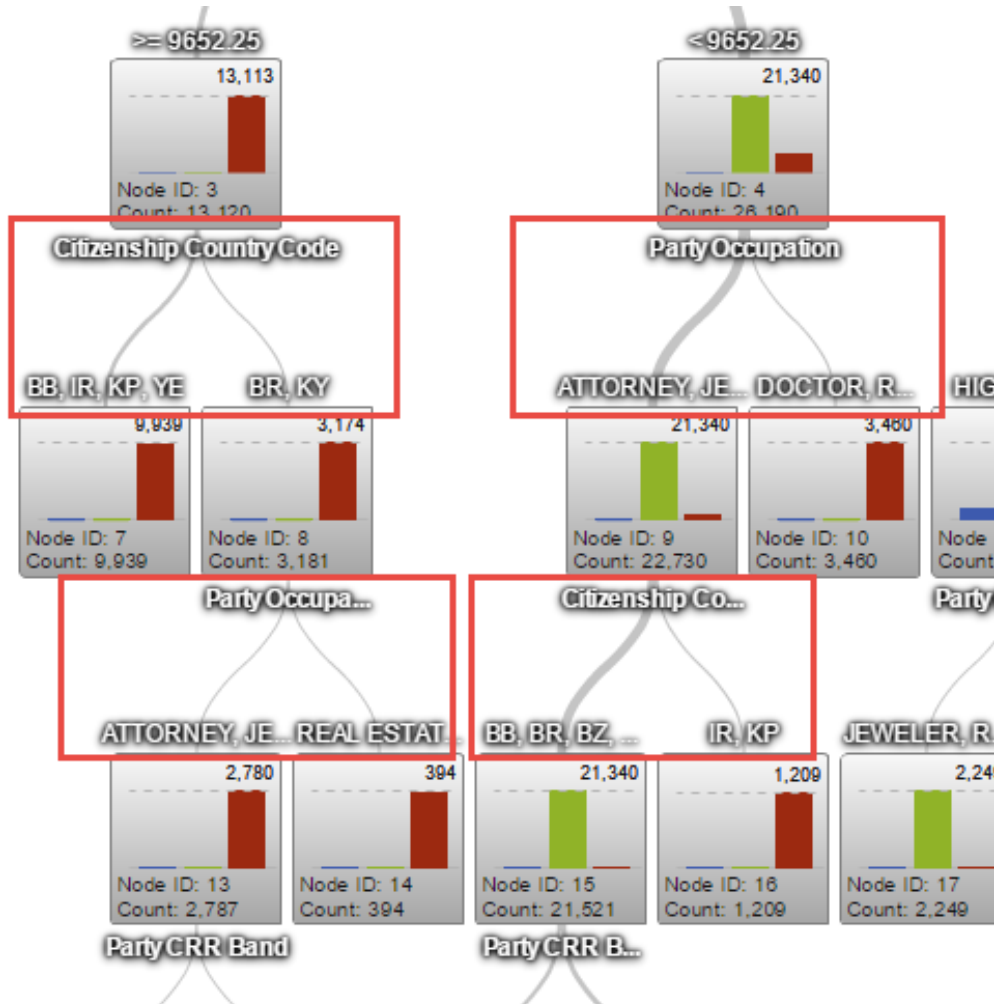 >= 9652.25
< 9652.25
13,113
21,340
Node ID: 3
Node ID: 4
Count: 13,120
Count: 26,190
Citizenship Country Code
Party Occupation
BB, IR, KP, YE
BR, KY
ATTORNEY, JE...
DOCTOR, R...
HIG
9,939
3,174
21,340
3,460
Node ID: 7
Node ID: 8
Node ID: 9
Node ID: 10
Node
Count: 9,939
Count: 3,181
Count: 22,730
Count: 3,460
Count
Party Occupa...
Citizenship Co...
Party
ATTORNEY, JE...
REAL ESTAT...
BB, BR, BZ, ...
IR, KP
JEWELER, R
2,780
394
21,340
1,209
2,24
Node ID: 13
Node ID: 14
Node ID: 15
Node ID: 16
Node ID: 17
Count: 2,787
Count: 394
Count: 21,521
Count: 1,209
Count: 2,249
Party CRR Band
Party CRR B...